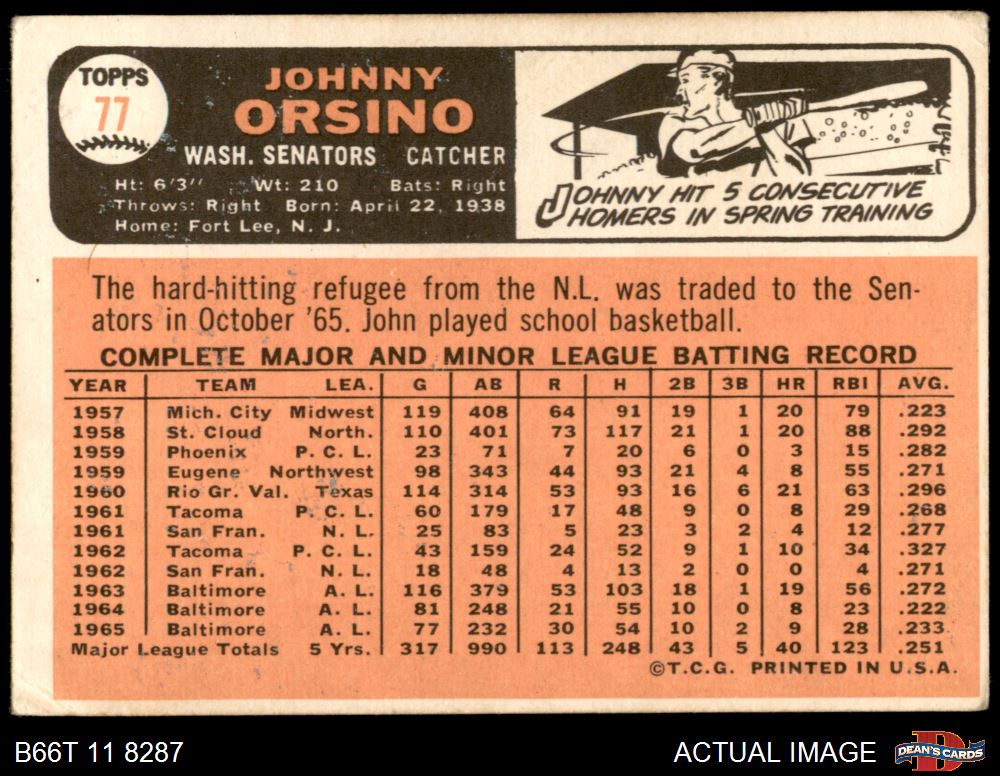 TOPPS
77
JOHNNY
ORSINO
WASH. SENATORS CATCHER
Ht: 6'3" Wt: 210 Bats: Right
Throws: Right Born: April 22, 1938
Home: Fort Lee, N. J.
JOHNNY HIT 5 CONSECUTIVE
HOMERS IN SPRING TRAINING
The hard-hitting refugee from the N.L. was traded to the Sen-
ators in October '65. John played school basketball.
COMPLETE MAJOR AND MINOR LEAGUE BATTING RECORD
YEAR TEAM LEA. G AB R H 2B 3B HR RBI AVG.
1957 Mich. City Midwest 119 408 64 91 19 1 20 79 .223
1958 St. Cloud North. 110 401 73 117 21 1 20 88 .292
1959 Phoenix P. C. L. 23 71 7 20 6 0 3 15 .282
1959 Eugene Northwest 98 343 44 93 21 4 8 55 .271
1960 Rio Gr. Val. Texas 114 314 53 93 16 6 21 63 .296
1961 Tacoma P. C. L. 60 179 17 48 9 0 8 29 .268
1961 San Fran. N. L. 25 83 5 23 3 2 4 12 .277
1962 Tacoma P. C. L. 43 159 24 52 9 1 10 34 .327
1962 San Fran. N. L. 18 48 4 13 2 0 0 4 .271
1963 Baltimore A. L. 116 379 53 103 18 1 19 56 .272
1964 Baltimore A. L. 81 248 21 55 10 0 8 23 .222
1965 Baltimore A. L. 77 232 30 54 10 2 9 28 .233
Major League Totals 5 Yrs. 317 990 113 248 43 5 40 123 .251
©T.C.G. PRINTED IN U.S.A.
B66T 11 8287
ACTUAL IMAGE
DEAN'S CARDS